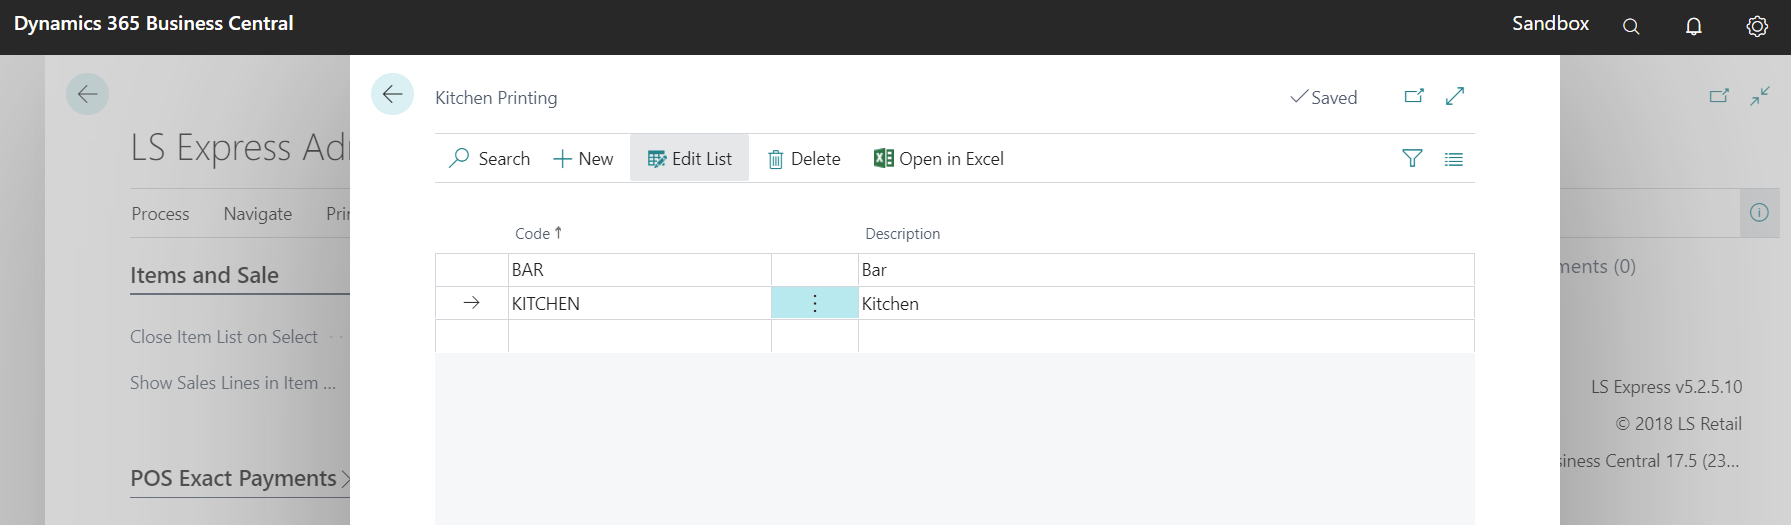 Dynamics 365 Business Central
Sandbox
Kitchen Printing
Saved
LS Express Ad
Search New Edit List Delete Open in Excel
Process Navigate
Code ↑ Description
BAR Bar
KITCHEN Kitchen
Items and Sale
Close Item List on Select
Show Sales Lines in Item ...
POS Exact Payments
(0)
LS Express v5.2.5.10
© 2018 LS Retail
Central 17.5 (23...